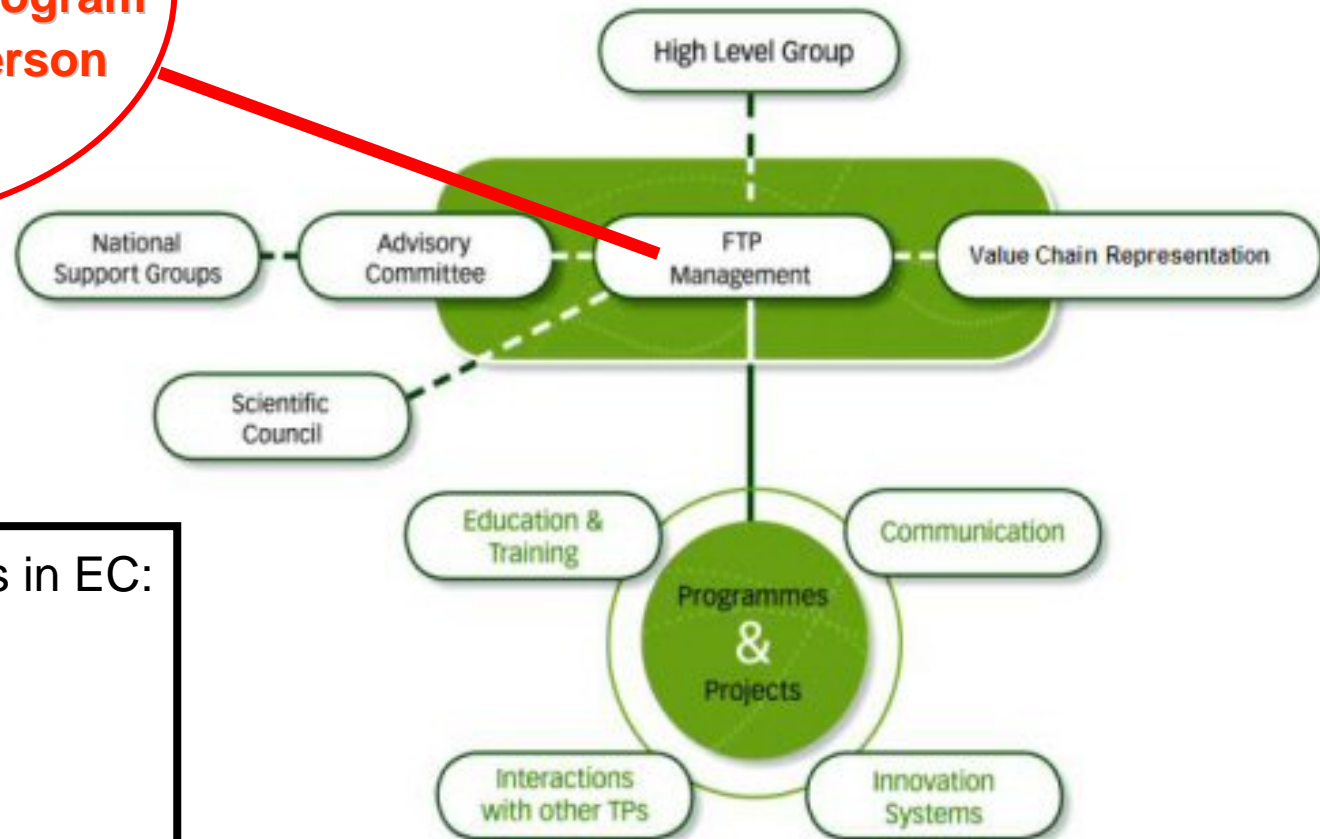 erson
High Level Group
National
Support Groups
Advisory
Committee
FTP
Management
Value Chain Representation
Scientific
Council
s in EC:
Education &
Training
Communication
Programmes
&
Projects
Interactions
with other TPs
Innovation
Systems